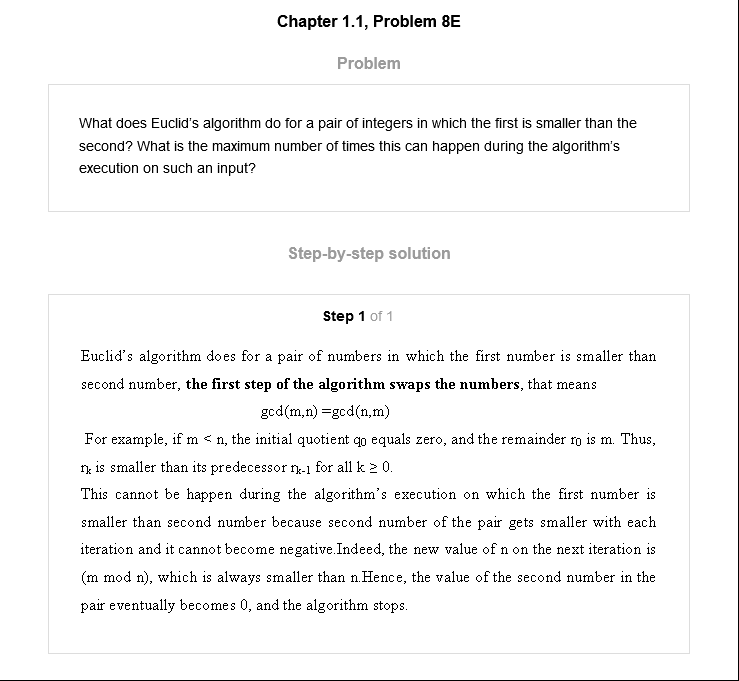 Chapter 1.1, Problem 8E
Problem
What does Euclid's algorithm do for a pair of integers in which the first is smaller than the
second? What is the maximum number of times this can happen during the algorithm's
execution on such an input?
Step-by-step solution
Step 1 of 1
Euclid's algorithm does for a pair of numbers in which the first number is smaller than
second number, the first step of the algorithm swaps the numbers, that means
gcd(m,n) =gcd(n,m)
For example, if m < n, the initial quotient q₀ equals zero, and the remainder r₀ is m. Thus,
rₖ is smaller than its predecessor rₖ₋₁ for all k ≥ 0.
This cannot be happen during the algorithm's execution on which the first number is
smaller than second number because second number of the pair gets smaller with each
iteration and it cannot become negative.Indeed, the new value of n on the next iteration is
(m mod n), which is always smaller than n.Hence, the value of the second number in the
pair eventually becomes 0, and the algorithm stops.